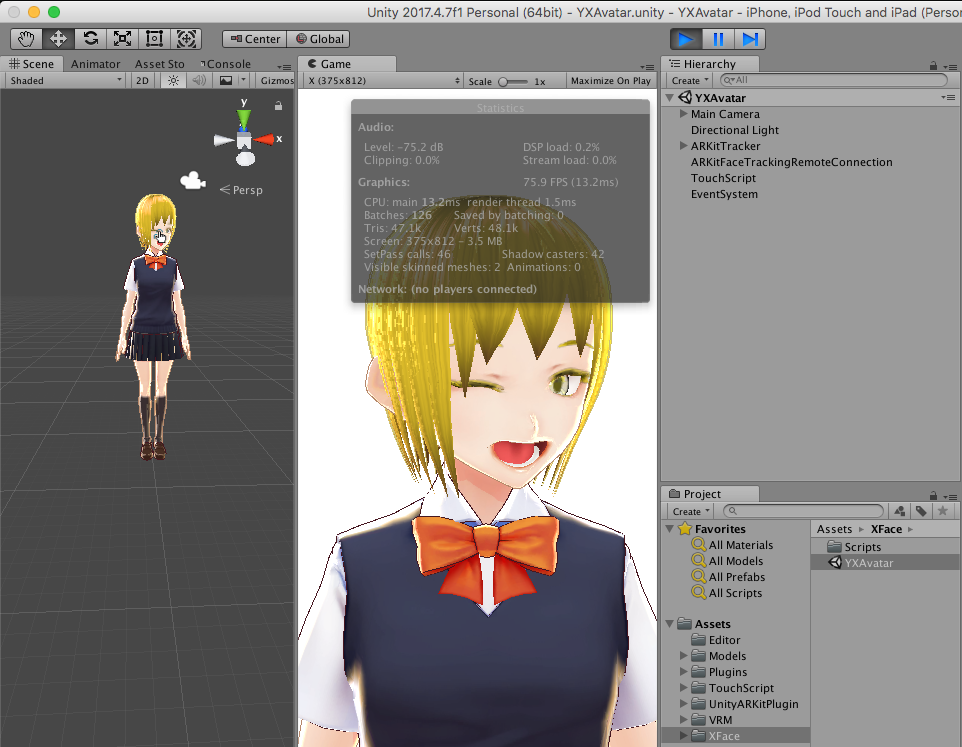 Unity 2017.4.7f1 Personal (64bit) - YXAvatar.unity - YXAvatar - iPhone, iPod Touch and iPad (Perso
Center Global
Scene Animator Asset Sto Console
Game
Hierarchy
Shaded 2D Gizmos
X (375x812) Scale 1x Maximize On Play
Create All
YXAvatar
Main Camera
Directional Light
ARKitTracker
ARKitFaceTrackingRemoteConnection
TouchScript
EventSystem
y
x
Persp
Statistics
Audio:
Level: -75.2 dB DSP load: 0.2%
Clipping: 0.0% Stream load: 0.0%
Graphics: 75.9 FPS (13.2ms)
CPU: main 13.2ms render thread 1.5ms
Batches: 126 Saved by batching: 0
Tris: 47.1k Verts: 48.1k
Screen: 375x812 - 3.5 MB
SetPass calls: 46 Shadow casters: 42
Visible skinned meshes: 2 Animations: 0
Network: (no players connected)
Project
Create
Favorites
All Materials
All Models
All Prefabs
All Scripts
Assets
Editor
Models
Plugins
TouchScript
UnityARKitPlugin
VRM
XFace
Assets XFace
Scripts
YXAvatar